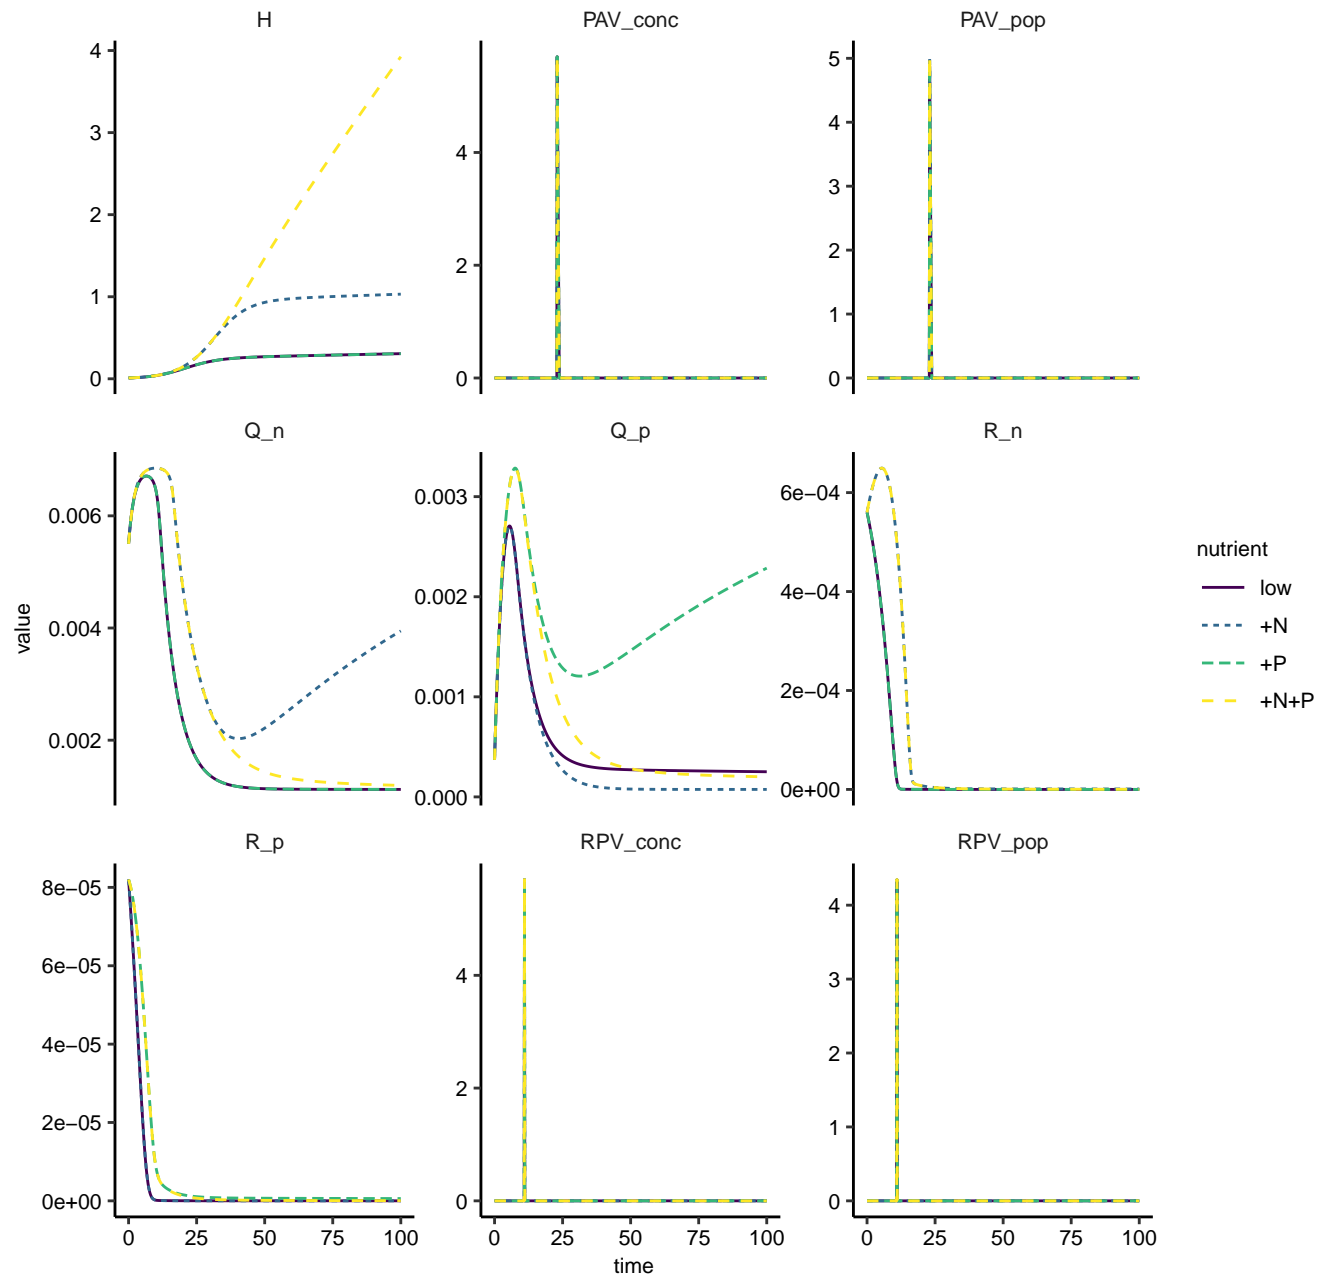 H
PAV_conc
PAV_pop
4
3
2
1
0
4
2
0
5
4
3
2
1
0
Q_n
Q_p
R_n
0.006
0.004
0.002
0.003
0.002
0.001
0.000
6e−04
4e−04
2e−04
0e+00
R_p
RPV_conc
RPV_pop
8e−05
6e−05
4e−05
2e−05
0e+00
4
2
0
4
3
2
1
0
0 25 50 75 100
0 25 50 75 100
0 25 50 75 100
time
value
nutrient
low
+N
+P
+N+P